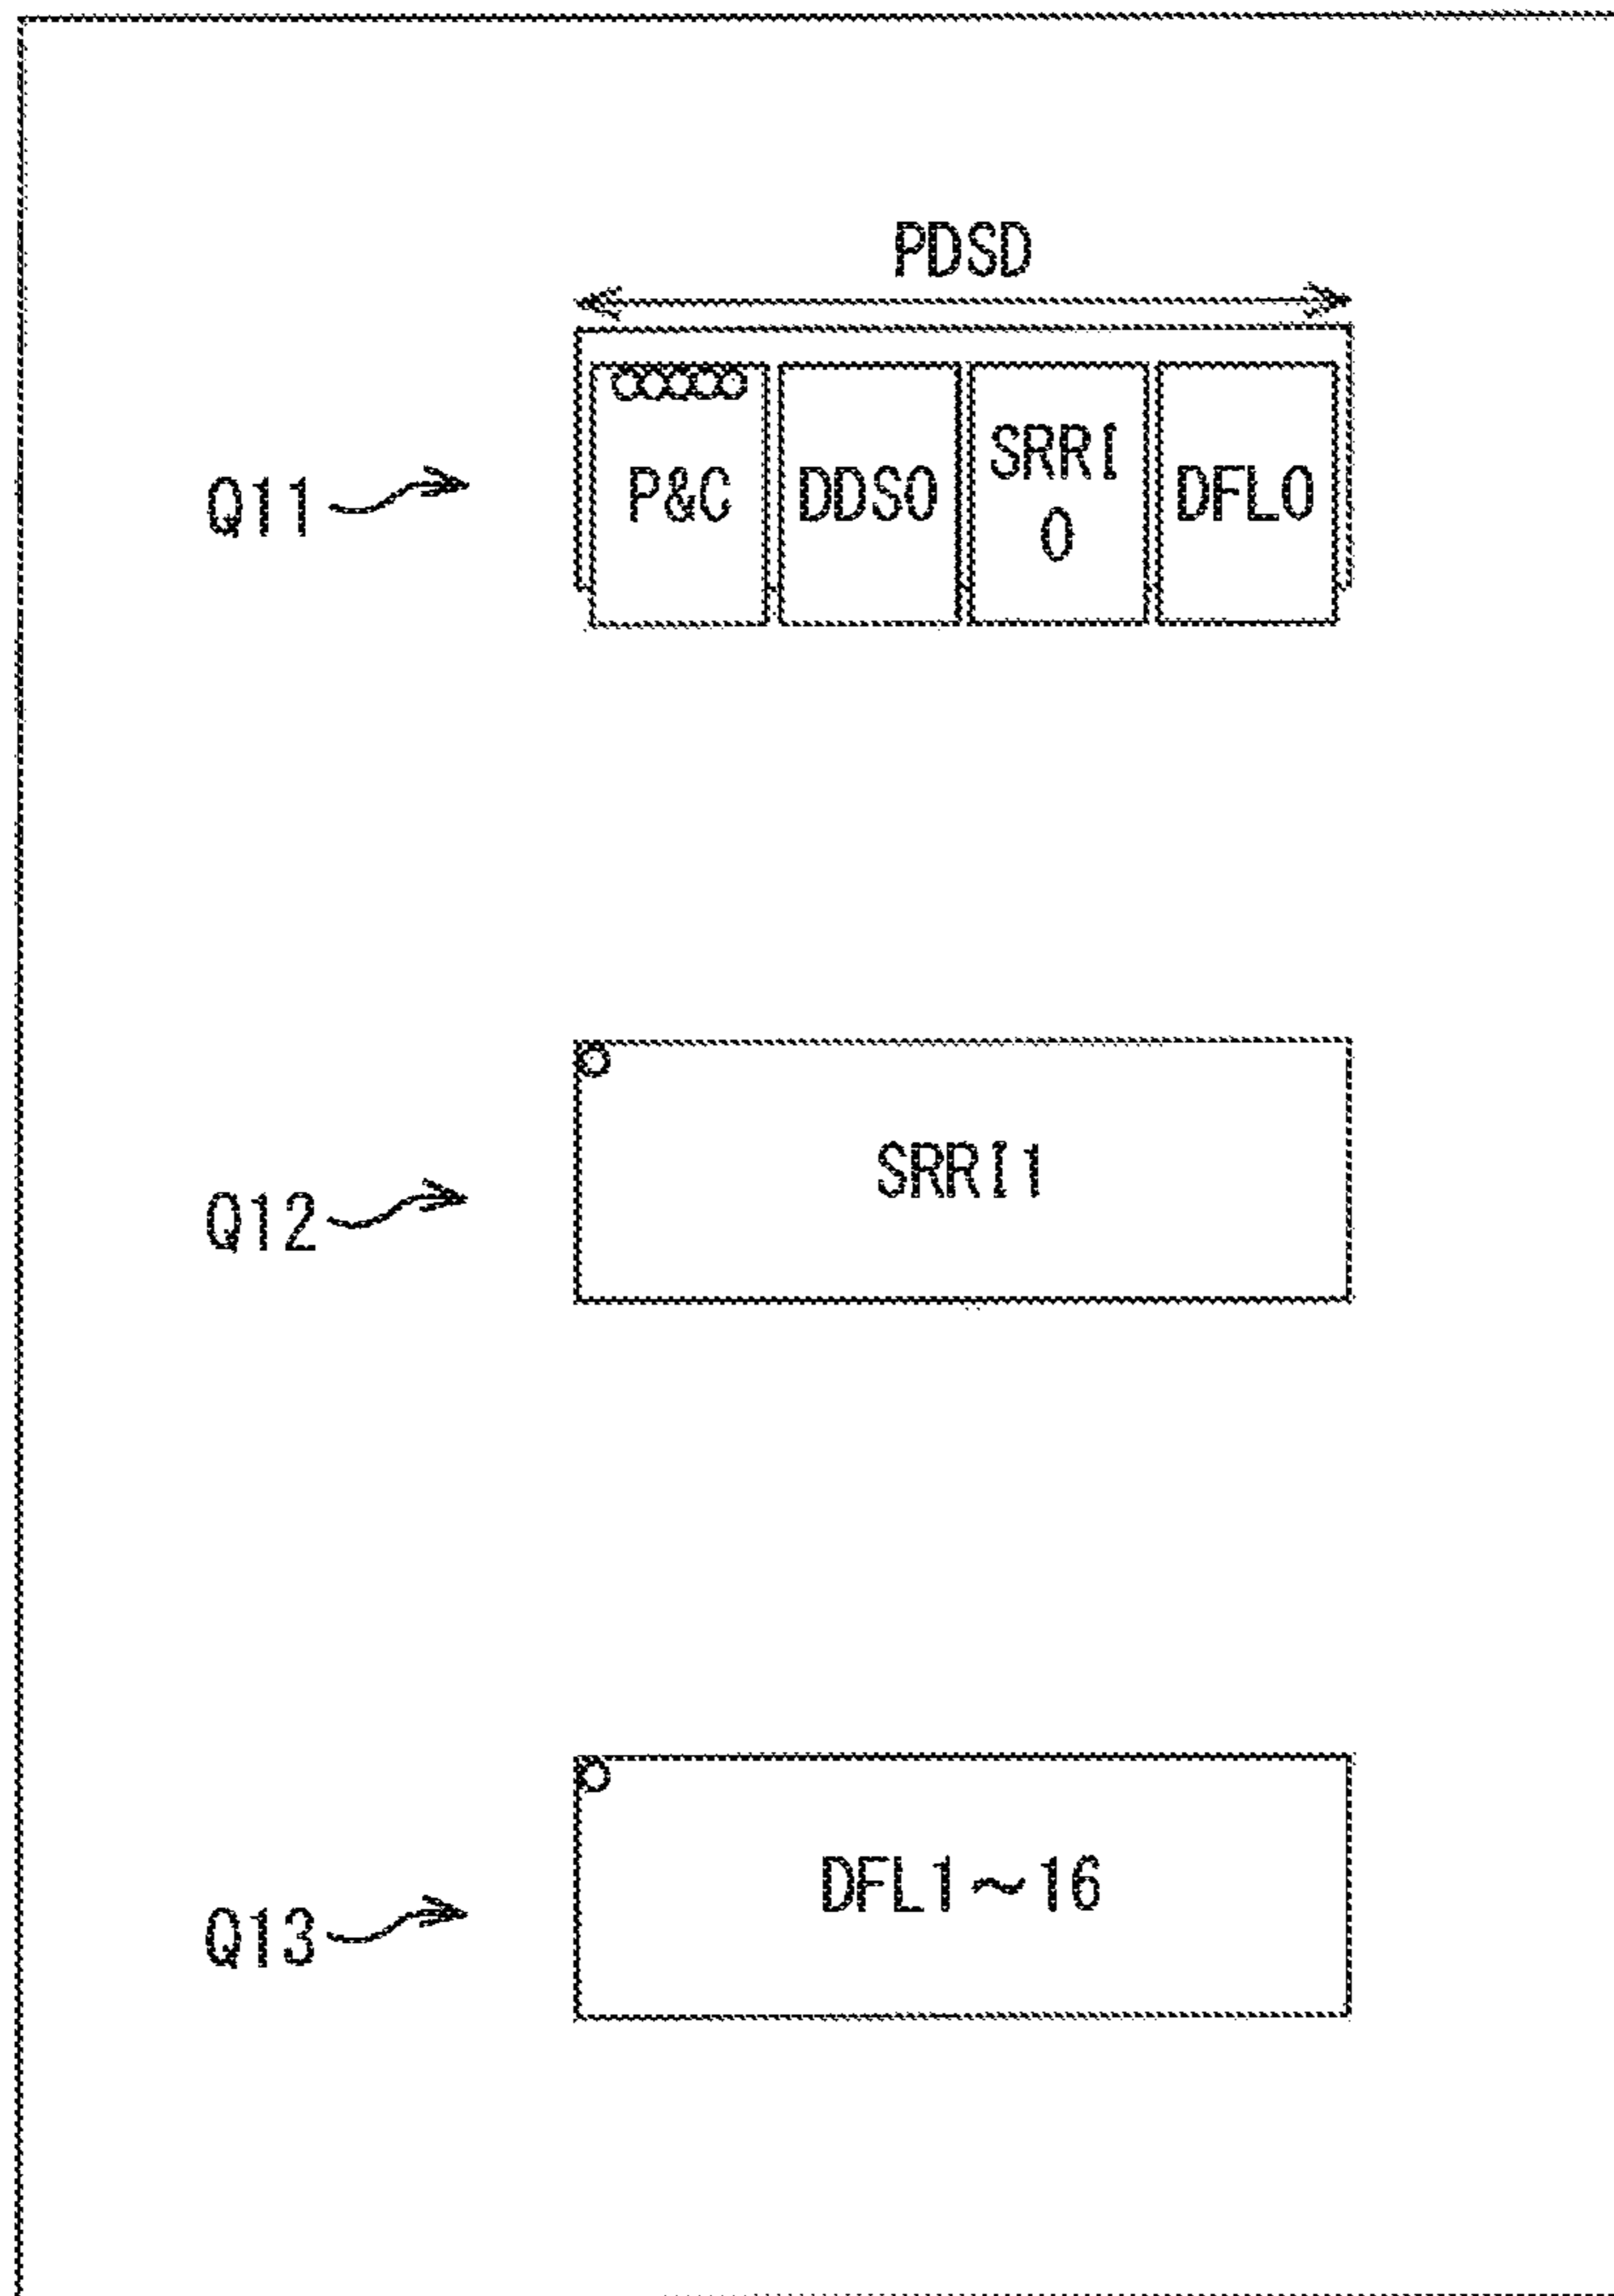 PDSD
Q11
P&C
DDS0
SRRI
0
DFL0
SRRI1
Q12
DFL1～16
Q13